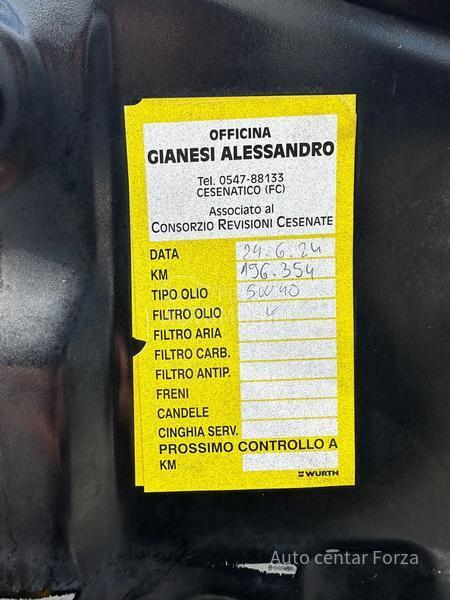 OFFICINA
GIANESI ALESSANDRO
Tel. 0547-88133
CESENATICO (FC)
Associato al
CONSORZIO REVISIONI CESENATE
DATA 24.6.24
KM 196.354
TIPO OLIO 5W40
FILTRO OLIO ✓
FILTRO ARIA
FILTRO CARB.
FILTRO ANTIP.
FRENI
CANDELE
CINGHIA SERV.
PROSSIMO CONTROLLO A
KM
WÜRTH
Auto centar Forza